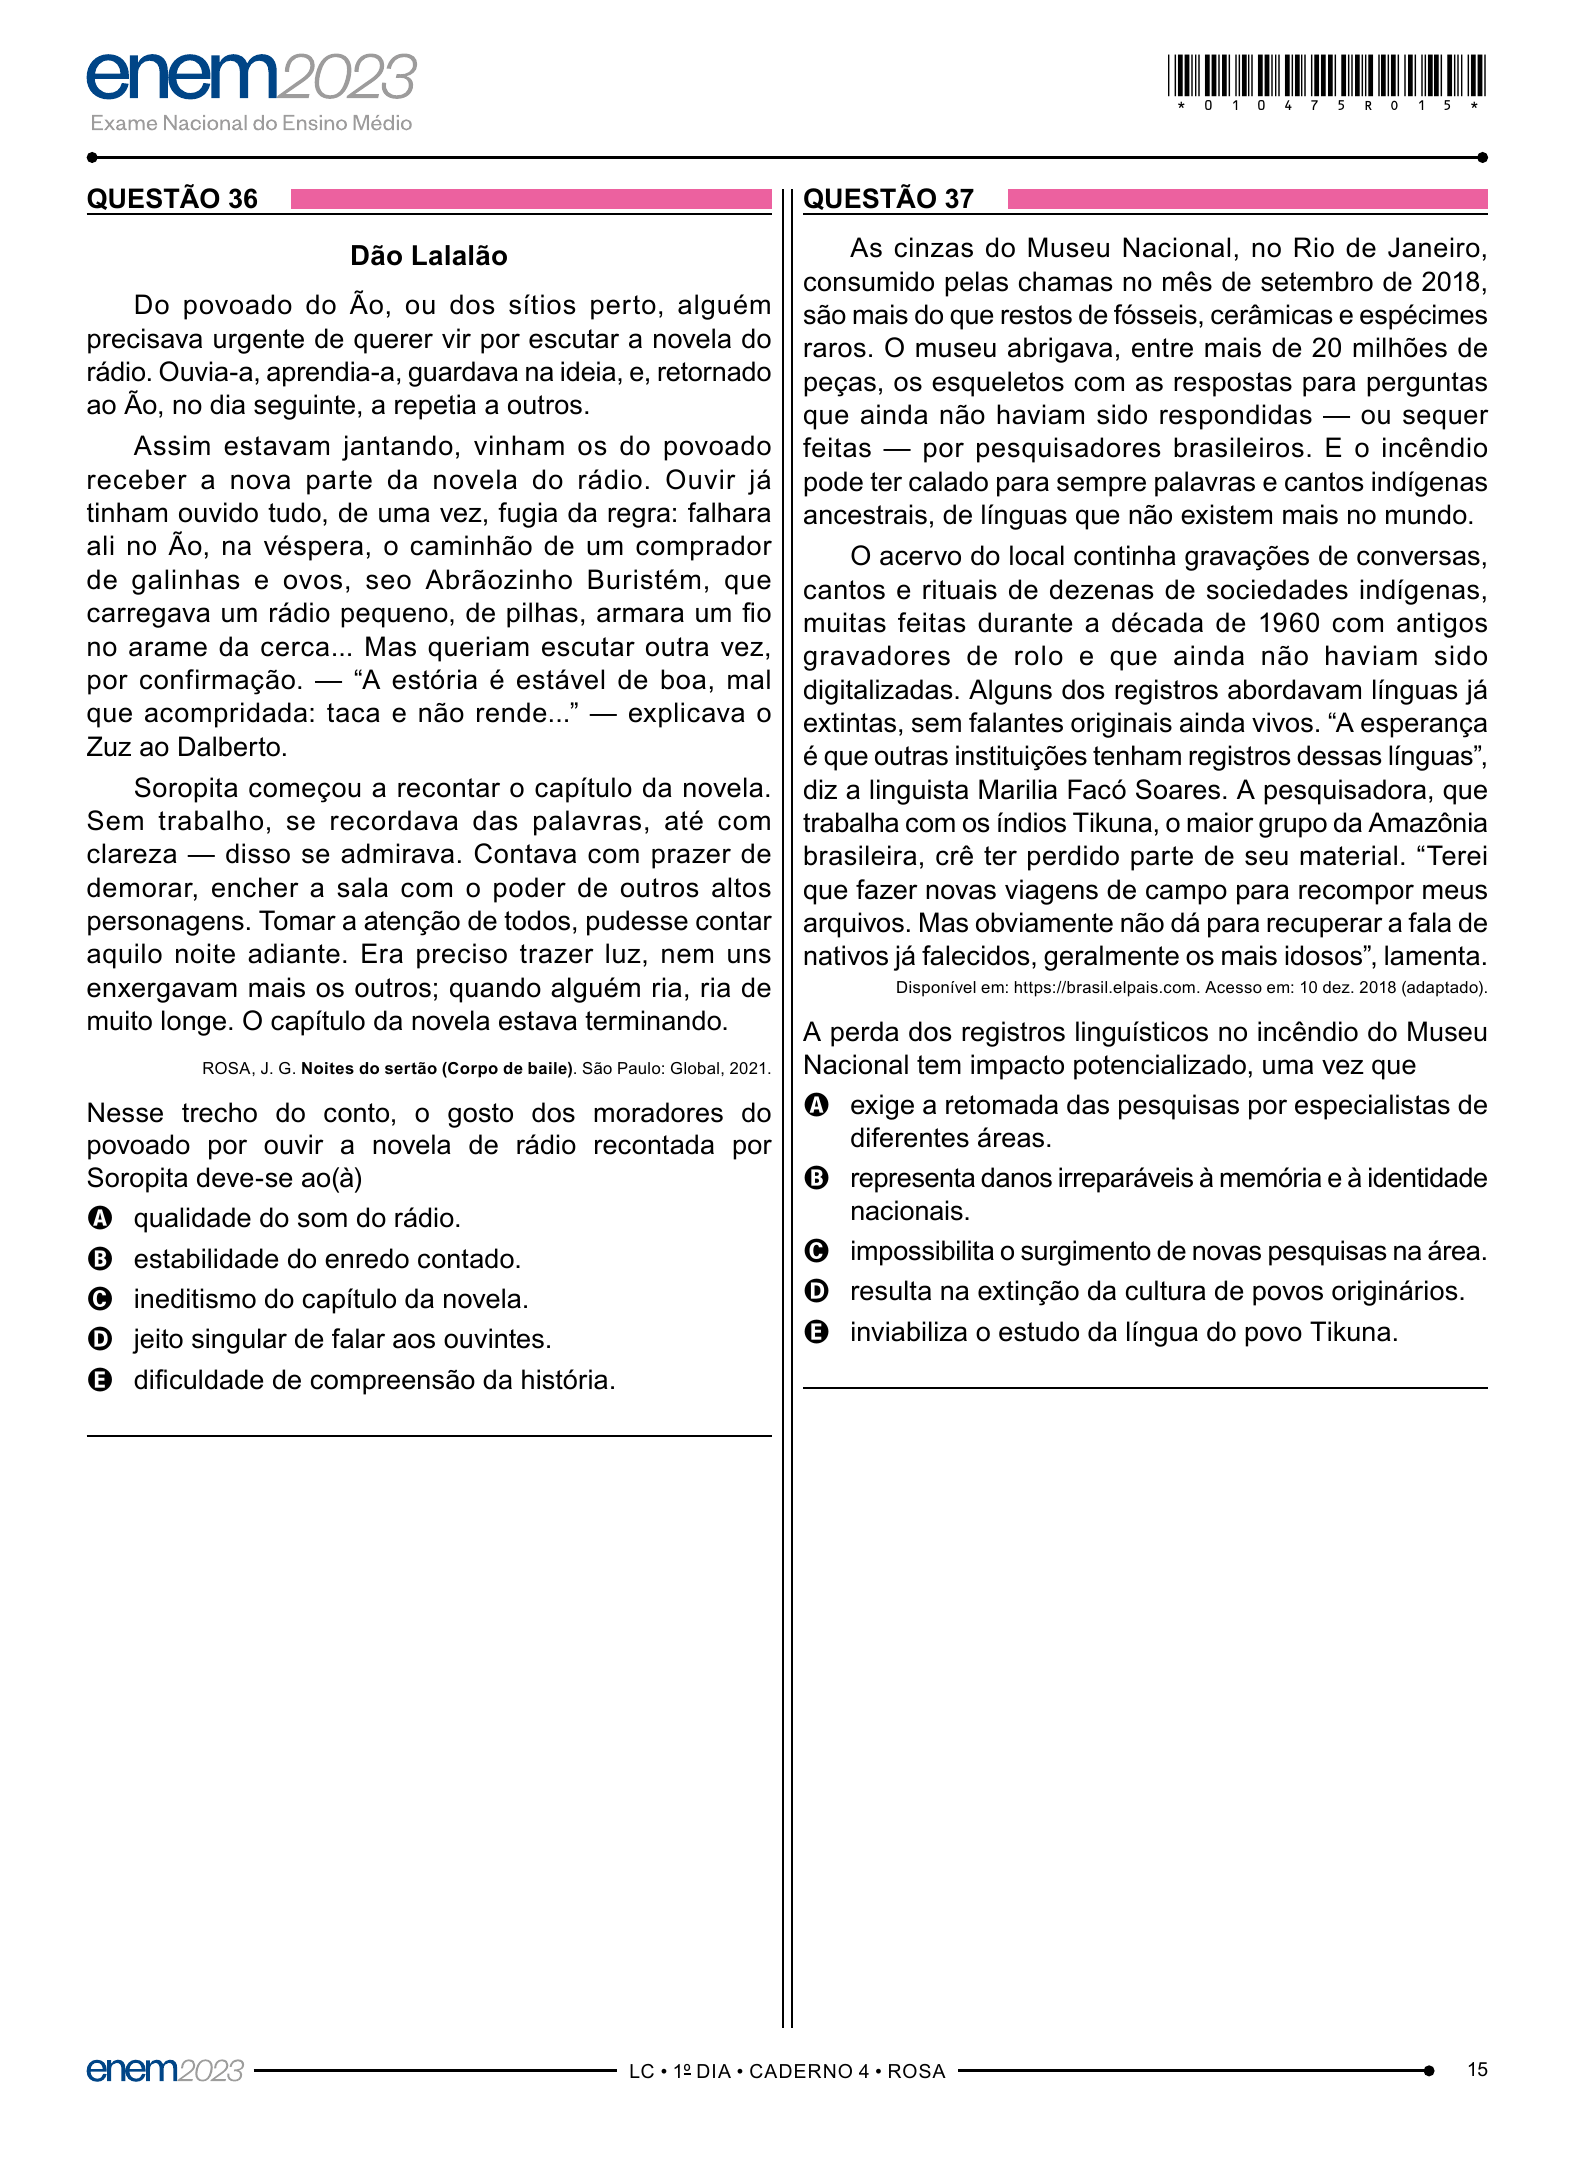 enem2023
Exame Nacional do Ensino Médio
*010475R015*
QUESTÃO 36
Dão Lalalão
Do povoado do Ão, ou dos sítios perto, alguém
precisava urgente de querer vir por escutar a novela do
rádio. Ouvia-a, aprendia-a, guardava na ideia, e, retornado
ao Ão, no dia seguinte, a repetia a outros.
Assim estavam jantando, vinham os do povoado
receber a nova parte da novela do rádio. Ouvir já
tinham ouvido tudo, de uma vez, fugia da regra: falhara
ali no Ão, na véspera, o caminhão de um comprador
de galinhas e ovos, seo Abrãozinho Buristém, que
carregava um rádio pequeno, de pilhas, armara um fio
no arame da cerca... Mas queriam escutar outra vez,
por confirmação. — “A estória é estável de boa, mal
que acompridada: taca e não rende...” — explicava o
Zuz ao Dalberto.
Soropita começou a recontar o capítulo da novela.
Sem trabalho, se recordava das palavras, até com
clareza — disso se admirava. Contava com prazer de
demorar, encher a sala com o poder de outros altos
personagens. Tomar a atenção de todos, pudesse contar
aquilo noite adiante. Era preciso trazer luz, nem uns
enxergavam mais os outros; quando alguém ria, ria de
muito longe. O capítulo da novela estava terminando.
ROSA, J. G. Noites do sertão (Corpo de baile). São Paulo: Global, 2021.
Nesse trecho do conto, o gosto dos moradores do
povoado por ouvir a novela de rádio recontada por
Soropita deve-se ao(à)
A qualidade do som do rádio.
B estabilidade do enredo contado.
C ineditismo do capítulo da novela.
D jeito singular de falar aos ouvintes.
E dificuldade de compreensão da história.
QUESTÃO 37
As cinzas do Museu Nacional, no Rio de Janeiro,
consumido pelas chamas no mês de setembro de 2018,
são mais do que restos de fósseis, cerâmicas e espécimes
raros. O museu abrigava, entre mais de 20 milhões de
peças, os esqueletos com as respostas para perguntas
que ainda não haviam sido respondidas — ou sequer
feitas — por pesquisadores brasileiros. E o incêndio
pode ter calado para sempre palavras e cantos indígenas
ancestrais, de línguas que não existem mais no mundo.
O acervo do local continha gravações de conversas,
cantos e rituais de dezenas de sociedades indígenas,
muitas feitas durante a década de 1960 com antigos
gravadores de rolo e que ainda não haviam sido
digitalizadas. Alguns dos registros abordavam línguas já
extintas, sem falantes originais ainda vivos. “A esperança
é que outras instituições tenham registros dessas línguas”,
diz a linguista Marilia Facó Soares. A pesquisadora, que
trabalha com os índios Tikuna, o maior grupo da Amazônia
brasileira, crê ter perdido parte de seu material. “Terei
que fazer novas viagens de campo para recompor meus
arquivos. Mas obviamente não dá para recuperar a fala de
nativos já falecidos, geralmente os mais idosos”, lamenta.
Disponível em: https://brasil.elpais.com. Acesso em: 10 dez. 2018 (adaptado).
A perda dos registros linguísticos no incêndio do Museu
Nacional tem impacto potencializado, uma vez que
A exige a retomada das pesquisas por especialistas de
diferentes áreas.
B representa danos irreparáveis à memória e à identidade
nacionais.
C impossibilita o surgimento de novas pesquisas na área.
D resulta na extinção da cultura de povos originários.
E inviabiliza o estudo da língua do povo Tikuna.
enem2023
LC • 1º DIA • CADERNO 4 • ROSA
15